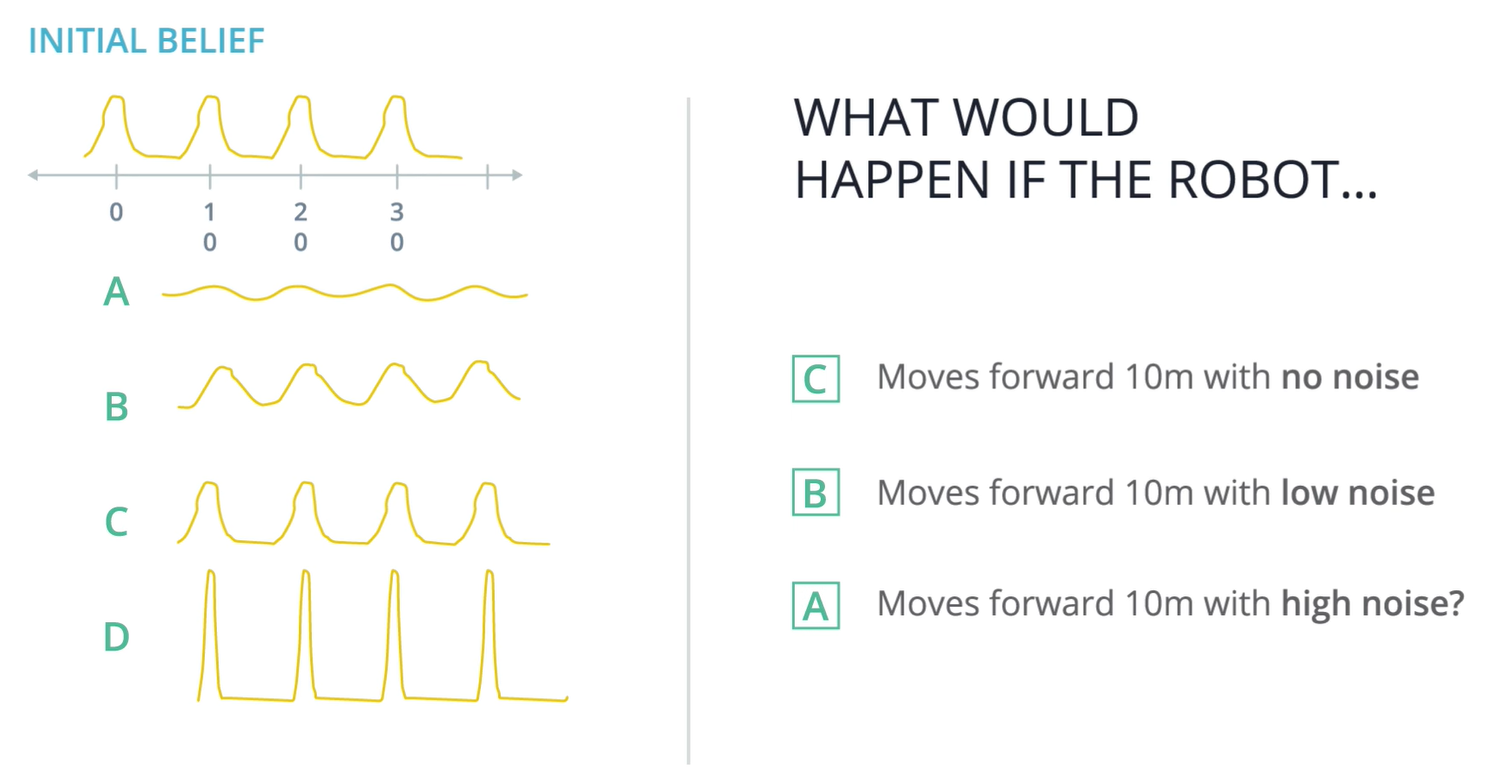 INITIAL BELIEF
0 1 2 3
0 0 0
A
B
C
D
WHAT WOULD
HAPPEN IF THE ROBOT...
C Moves forward 10m with no noise
B Moves forward 10m with low noise
A Moves forward 10m with high noise?